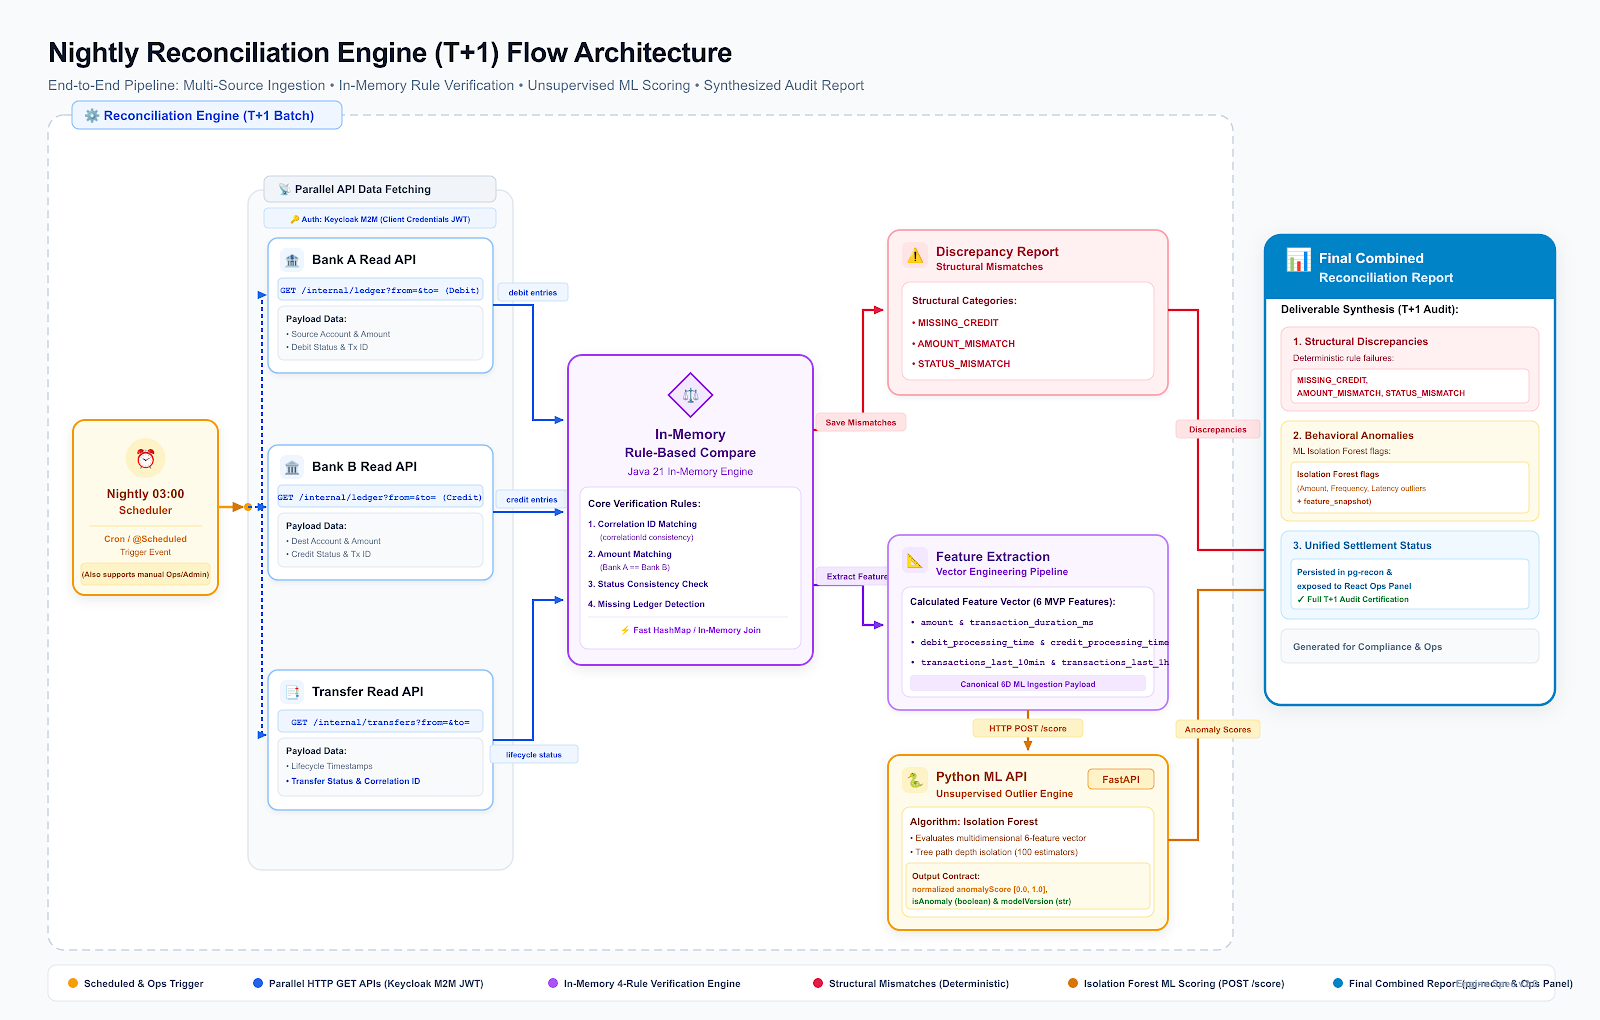 Nightly Reconciliation Engine (T+1) Flow Architecture
End-to-End Pipeline: Multi-Source Ingestion • In-Memory Rule Verification • Unsupervised ML Scoring • Synthesized Audit Report
Reconciliation Engine (T+1 Batch)
Nightly 03:00
Scheduler
Cron / @Scheduled
Trigger Event
(Also supports manual Ops/Admin)
Parallel API Data Fetching
Auth: Keycloak M2M (Client Credentials JWT)
Bank A Read API
GET /internal/ledger?from=&to= (Debit)
Payload Data:
• Source Account & Amount
• Debit Status & Tx ID
Bank B Read API
GET /internal/ledger?from=&to= (Credit)
Payload Data:
• Dest Account & Amount
• Credit Status & Tx ID
Transfer Read API
GET /internal/transfers?from=&to=
Payload Data:
• Lifecycle Timestamps
• Transfer Status & Correlation ID
debit entries
credit entries
lifecycle status
In-Memory
Rule-Based Compare
Java 21 In-Memory Engine
Core Verification Rules:
1. Correlation ID Matching
(correlationId consistency)
2. Amount Matching
(Bank A == Bank B)
3. Status Consistency Check
4. Missing Ledger Detection
⚡ Fast HashMap / In-Memory Join
Save Mismatches
Extract Feature
Discrepancy Report
Structural Mismatches
Structural Categories:
• MISSING_CREDIT
• AMOUNT_MISMATCH
• STATUS_MISMATCH
Feature Extraction
Vector Engineering Pipeline
Calculated Feature Vector (6 MVP Features):
• amount & transaction_duration_ms
• debit_processing_time & credit_processing_time
• transactions_last_10min & transactions_last_1h
Canonical 6D ML Ingestion Payload
HTTP POST /score
Python ML API
FastAPI
Unsupervised Outlier Engine
Algorithm: Isolation Forest
• Evaluates multidimensional 6-feature vector
• Tree path depth isolation (100 estimators)
Output Contract:
normalized anomalyScore [0.0, 1.0],
isAnomaly (boolean) & modelVersion (str)
Discrepancies
Anomaly Scores
Final Combined
Reconciliation Report
Deliverable Synthesis (T+1 Audit):
1. Structural Discrepancies
Deterministic rule failures:
MISSING_CREDIT,
AMOUNT_MISMATCH, STATUS_MISMATCH
2. Behavioral Anomalies
ML Isolation Forest flags:
Isolation Forest flags
(Amount, Frequency, Latency outliers
+ feature_snapshot)
3. Unified Settlement Status
Persisted in pg-recon &
exposed to React Ops Panel
✓ Full T+1 Audit Certification
Generated for Compliance & Ops
Scheduled & Ops Trigger
Parallel HTTP GET APIs (Keycloak M2M JWT)
In-Memory 4-Rule Verification Engine
Structural Mismatches (Deterministic)
Isolation Forest ML Scoring (POST /score)
Final Combined Report (pg-recon & Ops Panel)